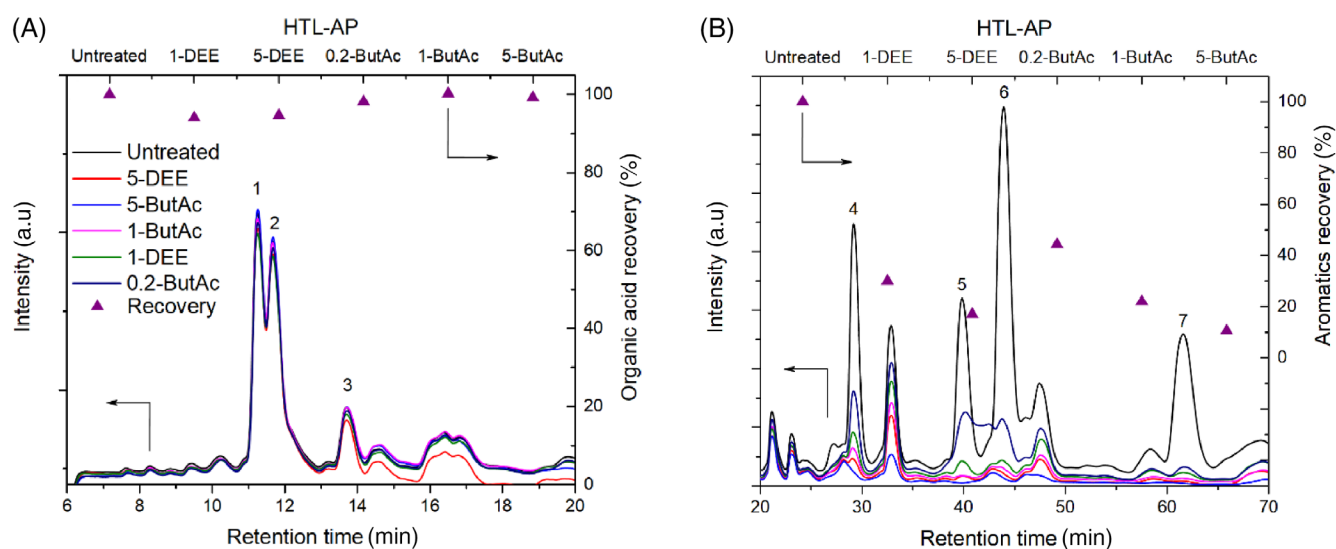 (A)
HTL-AP
Untreated 1-DEE 5-DEE 0.2-ButAc 1-ButAc 5-ButAc
Intensity (a.u)
Untreated
5-DEE
5-ButAc
1-ButAc
1-DEE
0.2-ButAc
Recovery
1
2
3
100
80
60
40
20
0
Organic acid recovery (%)
6 8 10 12 14 16 18 20
Retention time (min)
(B)
HTL-AP
Untreated 1-DEE 5-DEE 0.2-ButAc 1-ButAc 5-ButAc
Intensity (a.u)
4
5
6
7
100
80
60
40
20
0
Aromatics recovery (%)
20 30 40 50 60 70
Retention time (min)